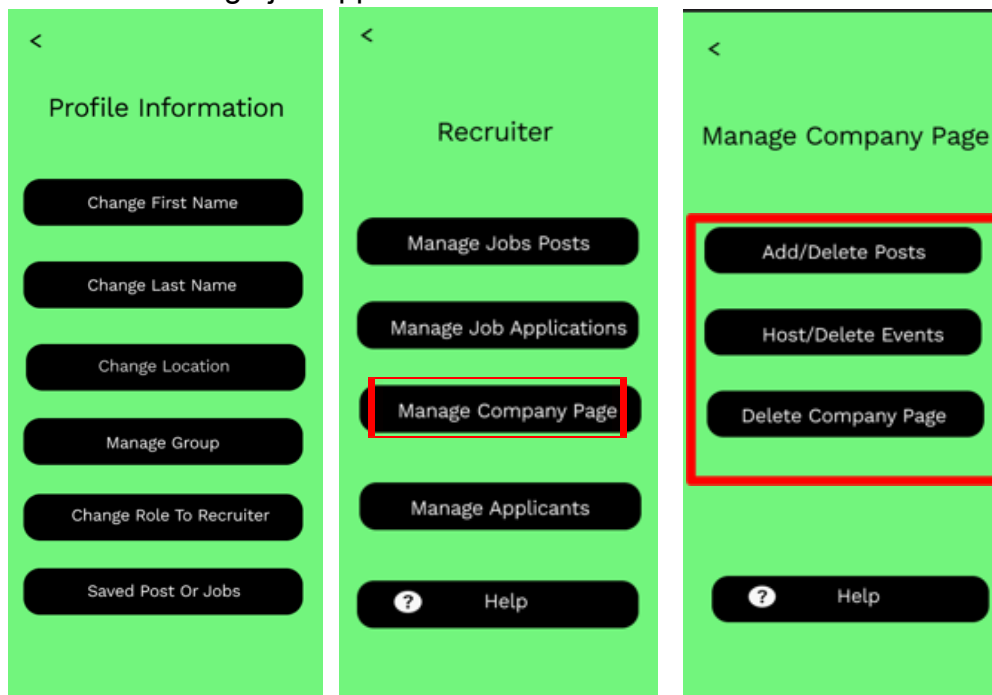 <
Profile Information
Change First Name
Change Last Name
Change Location
Manage Group
Change Role To Recruiter
Saved Post Or Jobs
<
Recruiter
Manage Jobs Posts
Manage Job Applications
Manage Company Page
Manage Applicants
? Help
<
Manage Company Page
Add/Delete Posts
Host/Delete Events
Delete Company Page
? Help